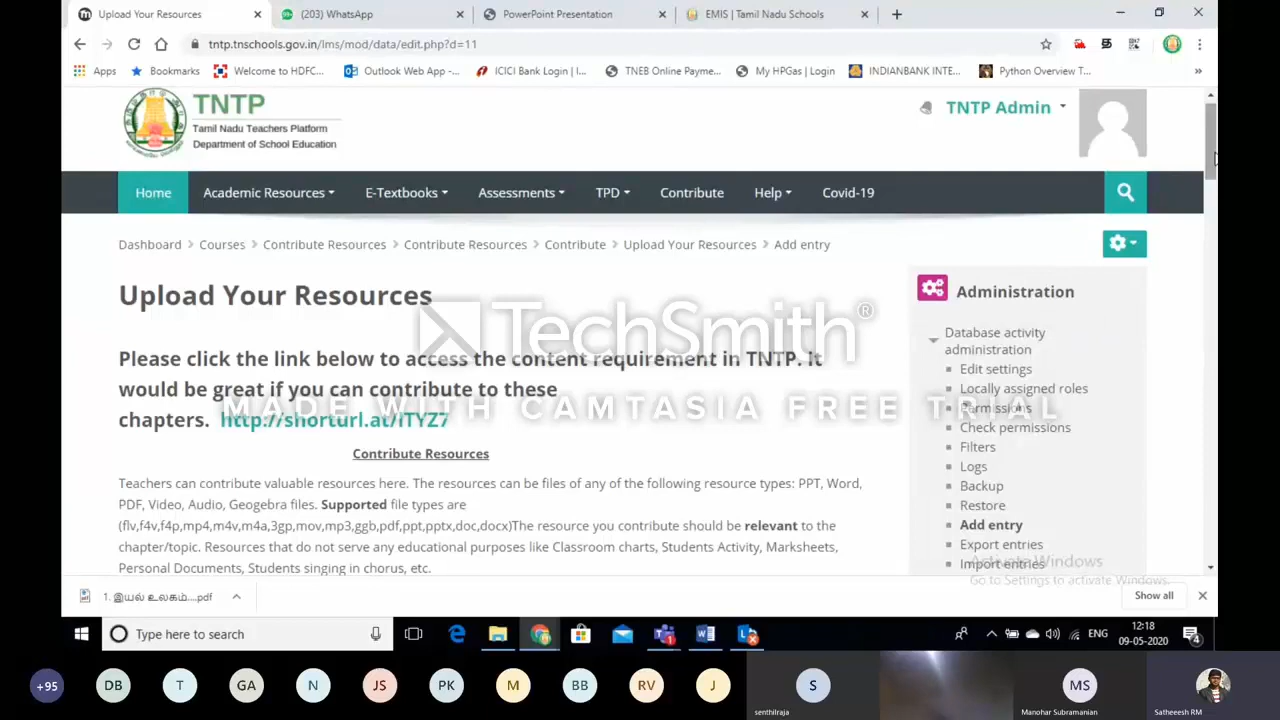 Upload Your Resources
(203) WhatsApp
PowerPoint Presentation
EMIS | Tamil Nadu Schools
tntp.tnschools.gov.in/lms/mod/data/edit.php?d=11
Apps
Bookmarks
Welcome to HDFC...
Outlook Web App -...
ICICI Bank Login | I...
TNEB Online Payme...
My HPGas | Login
INDIANBANK INTE...
Python Overview T...
TNTP
Tamil Nadu Teachers Platform
Department of School Education
TNTP Admin
Home
Academic Resources
E-Textbooks
Assessments
TPD
Contribute
Help
Covid-19
Dashboard > Courses > Contribute Resources > Contribute Resources > Contribute > Upload Your Resources > Add entry
Upload Your Resources
Please click the link below to access the content requirement in TNTP. It
would be great if you can contribute to these
chapters.
Contribute Resources
Teachers can contribute valuable resources here. The resources can be files of any of the following resource types: PPT, Word,
PDF, Video, Audio, Geogebra files. Supported file types are
(flv,f4v,f4p,mp4,m4v,m4a,3gp,mov,mp3,ggb,pdf,ppt,pptx,doc,docx)The resource you contribute should be relevant to the
chapter/topic. Resources that do not serve any educational purposes like Classroom charts, Students Activity, Marksheets,
Personal Documents, Students singing in chorus, etc.
Administration
Database activity
administration
Edit settings
Locally assigned roles
Permissions
Check permissions
Filters
Logs
Backup
Restore
Add entry
Export entries
Import entries
TechSmith®
MADE WITH CAMTASIA FREE TRIAL
Activate Windows
Go to Settings to activate Windows.
1. இயல் உலகம்....pdf
Show all
Type here to search
ENG
12:18
09-05-2020
4
+95
DB
T
GA
N
JS
PK
M
BB
RV
J
S
senthilraja
MS
Manohar Subramanian
Satheeesh RM